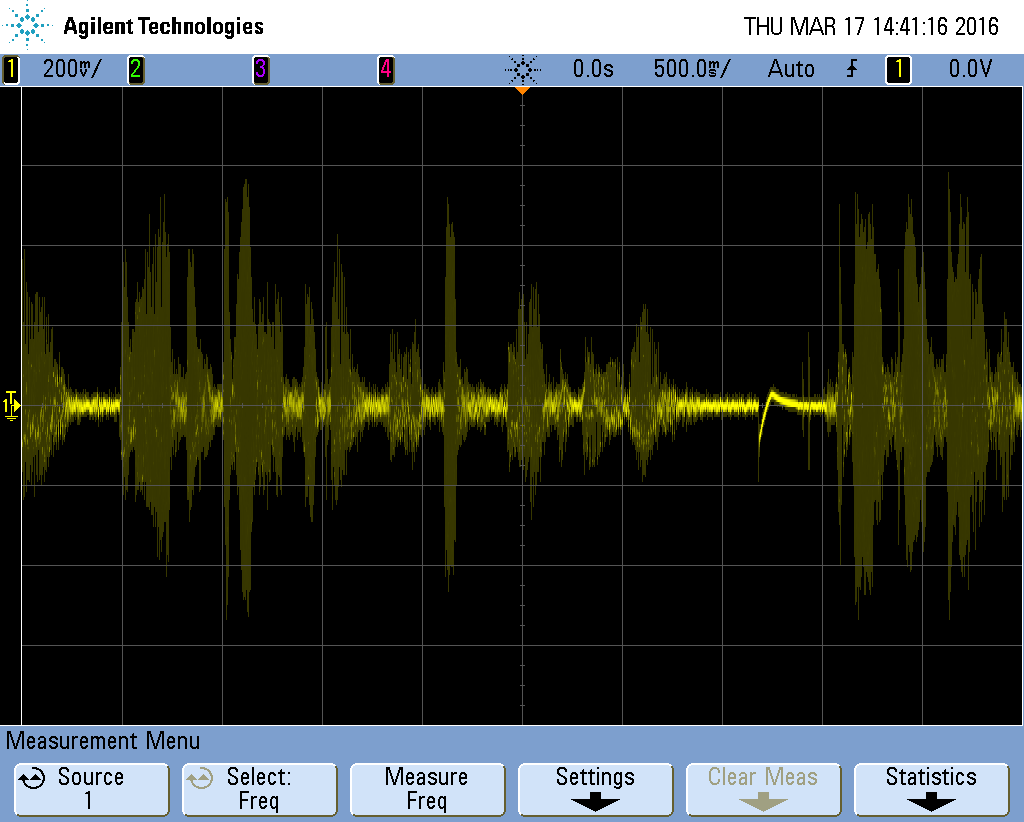 Agilent Technologies
THU MAR 17 14:41:16 2016
1 200mV/ 2 3 4 0.0s 500.0ms/ Auto 1 0.0V
T
1
Measurement Menu
Source
1
Select:
Freq
Measure
Freq
Settings
Clear Meas
Statistics